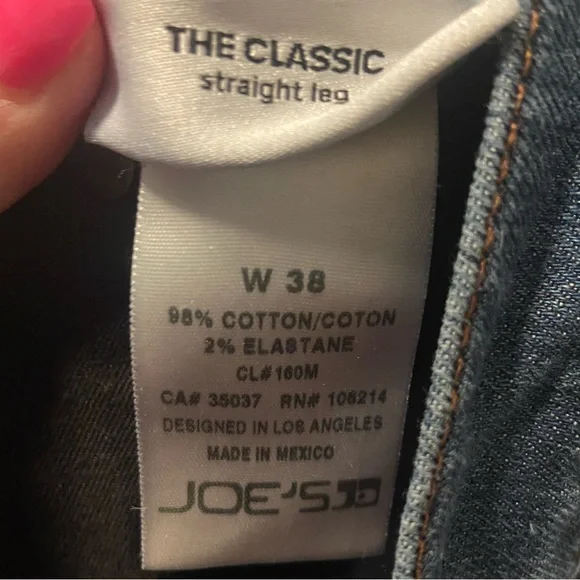 THE CLASSIC
straight leg
W 38
98% COTTON/COTON
2% ELASTANE
CL# 160M
CA# 35037 RN# 106214
DESIGNED IN LOS ANGELES
MADE IN MEXICO
JOE'S